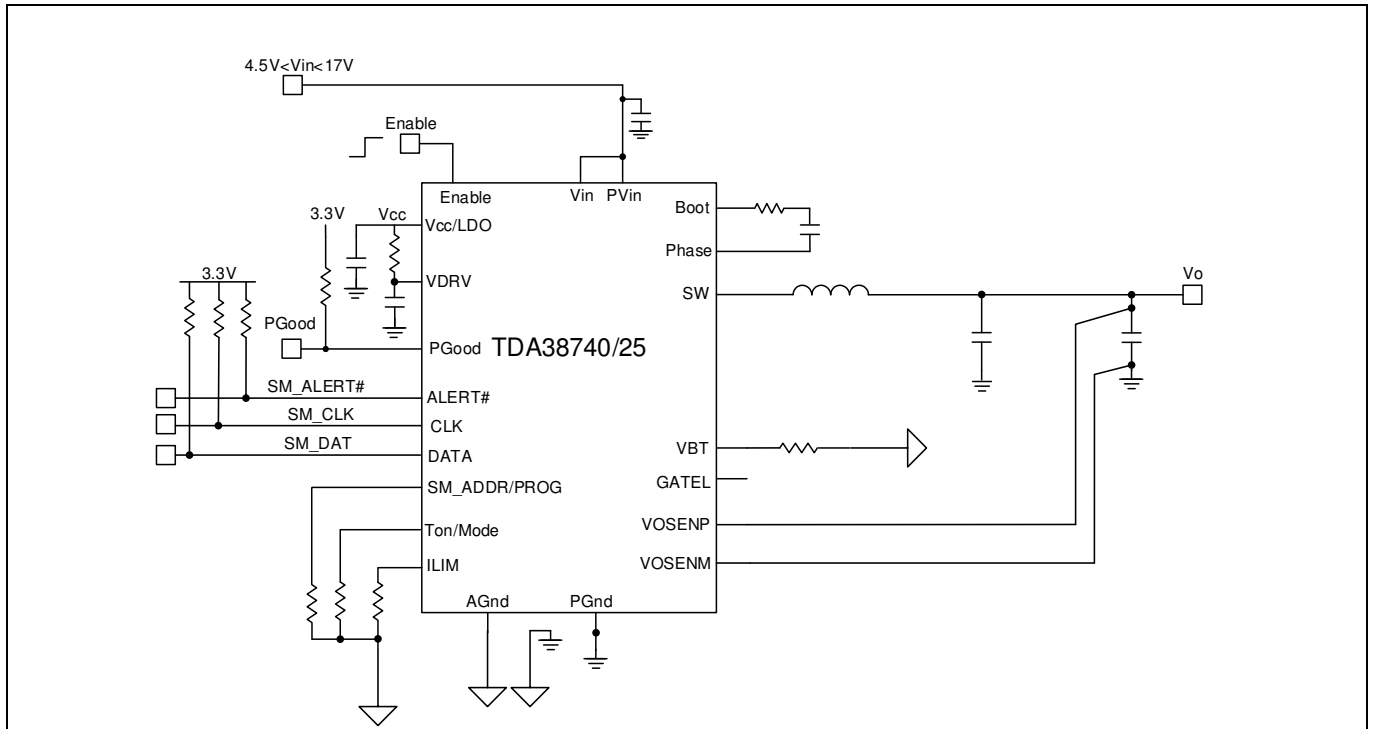 4.5V<Vin<17V
Enable
Enable
Vin PVin
Boot
3.3V
Vcc
Vcc/LDO
Phase
3.3V
VDRV
SW
Vo
PGood
PGood
TDA38740/25
SM_ALERT#
ALERT#
SM_CLK
CLK
SM_DAT
DATA
VBT
SM_ADDR/PROG
GATEL
Ton/Mode
VOSENP
ILIM
VOSENM
AGnd
PGnd